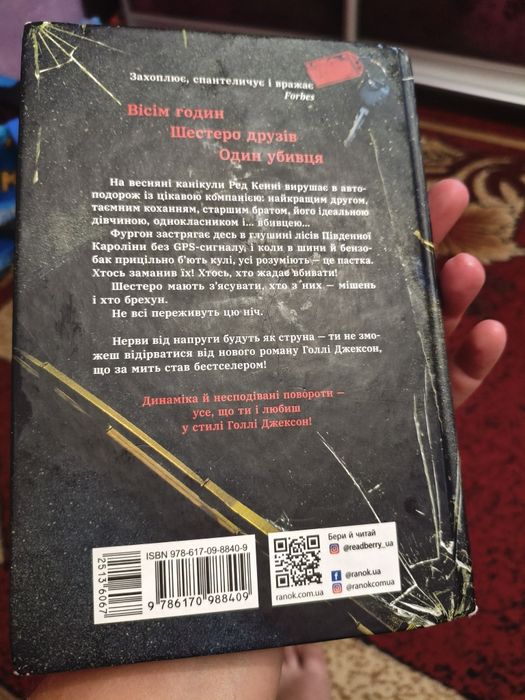 Захоплює, спантеличує і вражає
Forbes
Вісім годин
Шестеро друзів
Один убивця
На весняні канікули Ред Кенні вирушає в авто-
подорож із цікавою компанією: найкращим другом,
таємним коханням, старшим братом, його ідеальною
дівчиною, однокласником і... вбивцею...
Фургон застрягає десь в глушині лісів Південної
Кароліни без GPS-сигналу, і коли в шини й бензо-
бак прицільно б'ють кулі, усі розуміють — це пастка.
Хтось заманив їх! Хтось, хто жадає вбивати!
Шестеро мають з'ясувати, хто з них — мішень
і хто брехун.
Не всі переживуть цю ніч.
Нерви від напруги будуть як струна — ти не змо-
жеш відірватися від нового роману Голлі Джексон,
що за мить став бестселером!
Динаміка й несподівані повороти —
усе, що ти і любиш
у стилі Голлі Джексон!
Бери й читай
@readberry_ua
@ranok.ua
@ranokcomua
ranok.com.ua
ISBN 978-617-09-8840-9
9 786170 988409